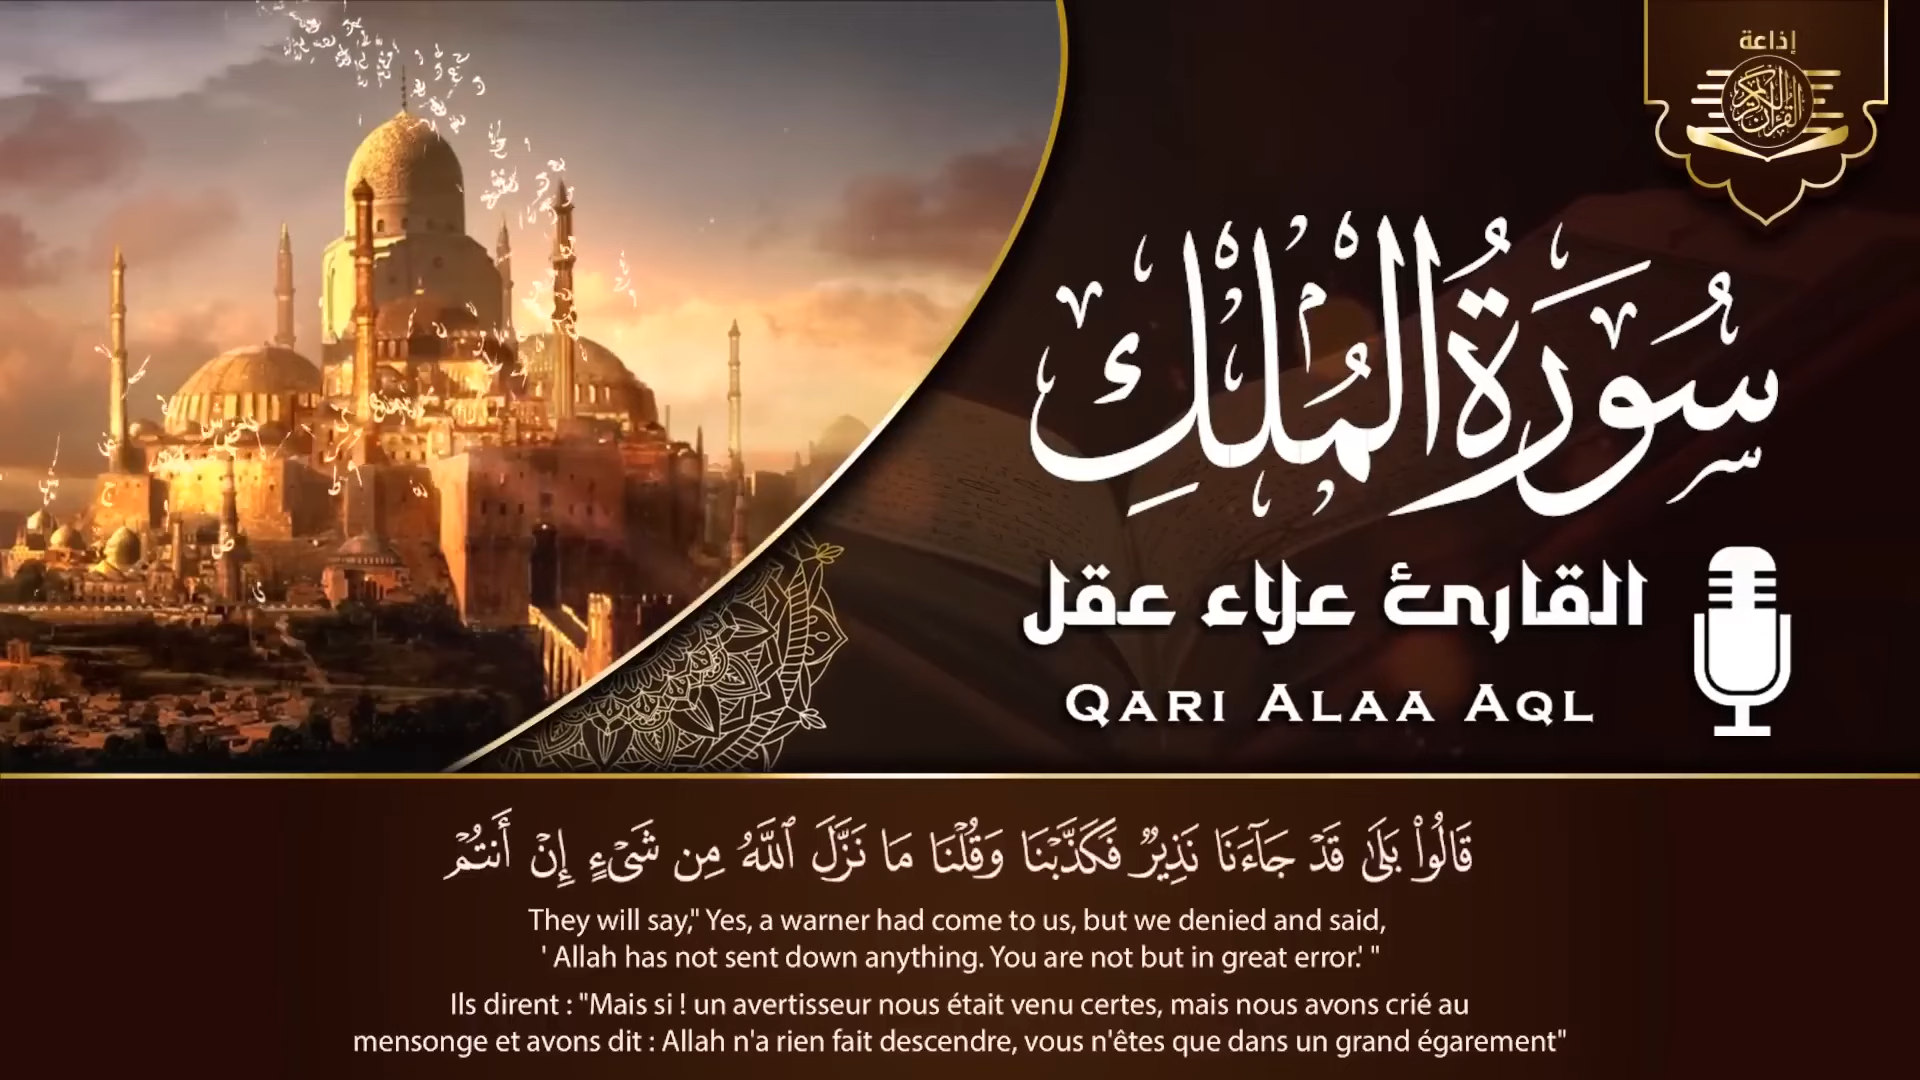 إذاعة
القرآن الكريم
سُورَةُ الْمُلْكِ
القارئ علاء عقل
QARI ALAA AQL
قَالُوا۟ بَلَىٰ قَدْ جَآءَنَا نَذِيرٌ فَكَذَّبْنَا وَقُلْنَا مَا نَزَّلَ ٱللَّهُ مِن شَىْءٍ إِنْ أَنتُمْ
They will say," Yes, a warner had come to us, but we denied and said,
' Allah has not sent down anything. You are not but in great error.' "
Ils dirent : "Mais si ! un avertisseur nous était venu certes, mais nous avons crié au
mensonge et avons dit : Allah n'a rien fait descendre, vous n'êtes que dans un grand égarement"